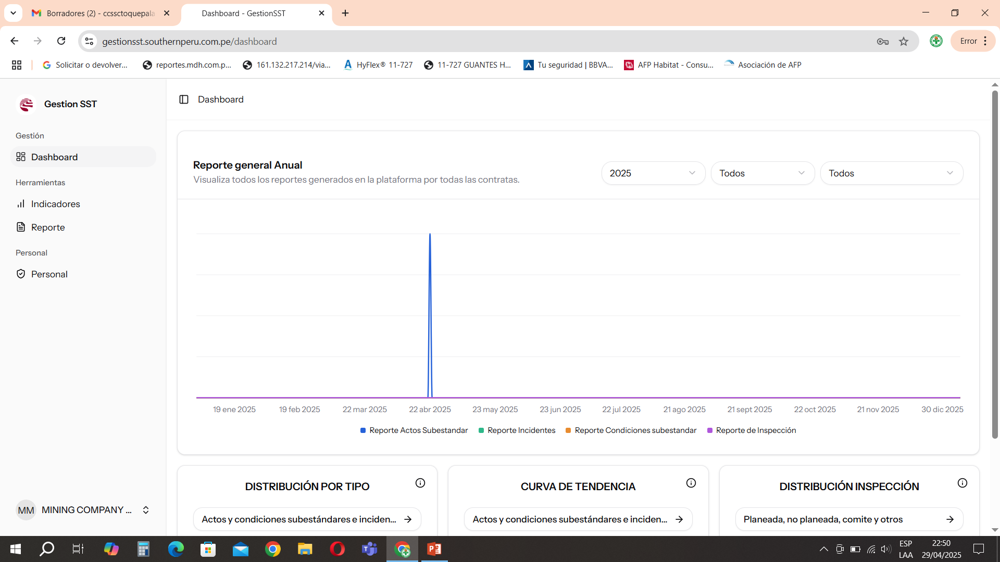 Borradores (2) - ccssctoquepala
Dashboard - GestionSST
gestionsst.southernperu.com.pe/dashboard
Error
Solicitar o devolver...
reportes.mdh.com.p...
161.132.217.214/via...
HyFlex® 11-727
11-727 GUANTES H...
Tu seguridad | BBVA...
AFP Habitat - Consu...
Asociación de AFP
Gestion SST
Gestión
Dashboard
Herramientas
Indicadores
Reporte
Personal
Personal
MM MINING COMPANY ...
Dashboard
Reporte general Anual
Visualiza todos los reportes generados en la plataforma por todas las contratas.
2025
Todos
Todos
19 ene 2025 19 feb 2025 22 mar 2025 22 abr 2025 23 may 2025 23 jun 2025 22 jul 2025 21 ago 2025 21 sept 2025 22 oct 2025 21 nov 2025 30 dic 2025
Reporte Actos Subestandar Reporte Incidentes Reporte Condiciones subestandar Reporte de Inspección
DISTRIBUCIÓN POR TIPO
Actos y condiciones subestándares e inciden...
CURVA DE TENDENCIA
Actos y condiciones subestándares e inciden...
DISTRIBUCIÓN INSPECCIÓN
Planeada, no planeada, comite y otros
ESP
LAA
22:50
29/04/2025